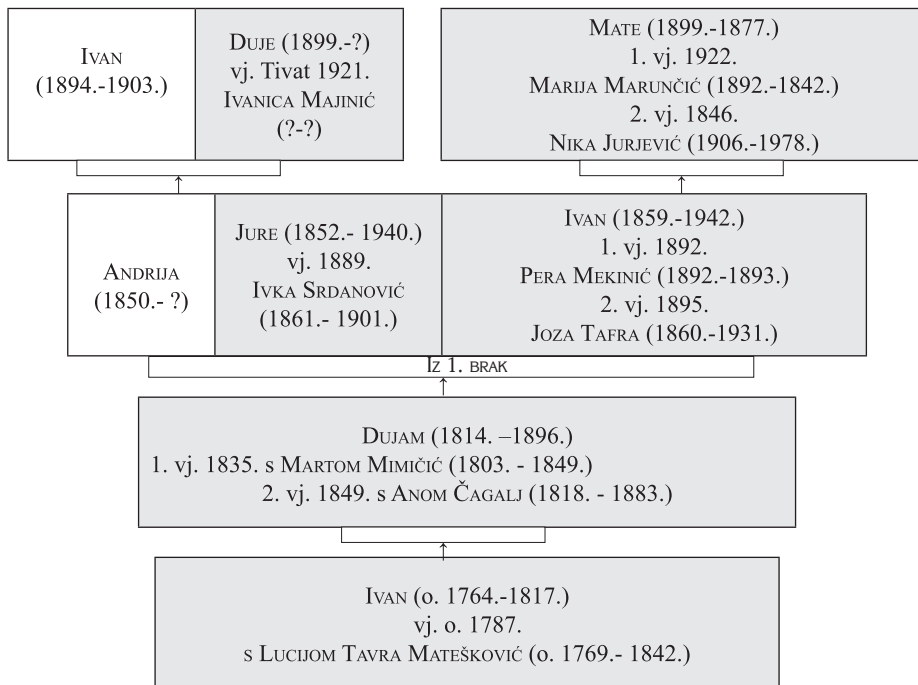 Ivan
(1894.-1903.)
Duje (1899.-?)
vj. Tivat 1921.
Ivanica Majinić
(?-?)
Mate (1899.-1877.)
1. vj. 1922.
Marija Marunčić (1892.-1842.)
2. vj. 1846.
Nika Jurjević (1906.-1978.)
Andrija
(1850.- ?)
Jure (1852.- 1940.)
vj. 1889.
Ivka Srdanović
(1861.- 1901.)
Ivan (1859.-1942.)
1. vj. 1892.
Pera Mekinić (1892.-1893.)
2. vj. 1895.
Joza Tafra (1860.-1931.)
Iz 1. brak
Dujam (1814. –1896.)
1. vj. 1835. s Martom Mimičić (1803. - 1849.)
2. vj. 1849. s Anom Čagalj (1818. - 1883.)
Ivan (o. 1764.-1817.)
vj. o. 1787.
s Lucijom Tavra Matešković (o. 1769.- 1842.)